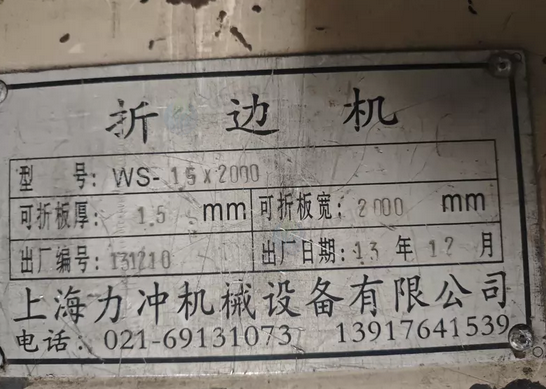 折边机
型 号: WS-1.5x2000
可折板厚: 1.5 mm 可折板宽: 2000 mm
出厂编号: 131210 出厂日期: 13 年 12 月
上海力冲机械设备有限公司
电话: 021-69131073 13917641539